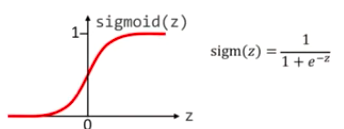 sigmoid(z)
1
sigm(z) = 1 / (1 + e^{-z})
z
0